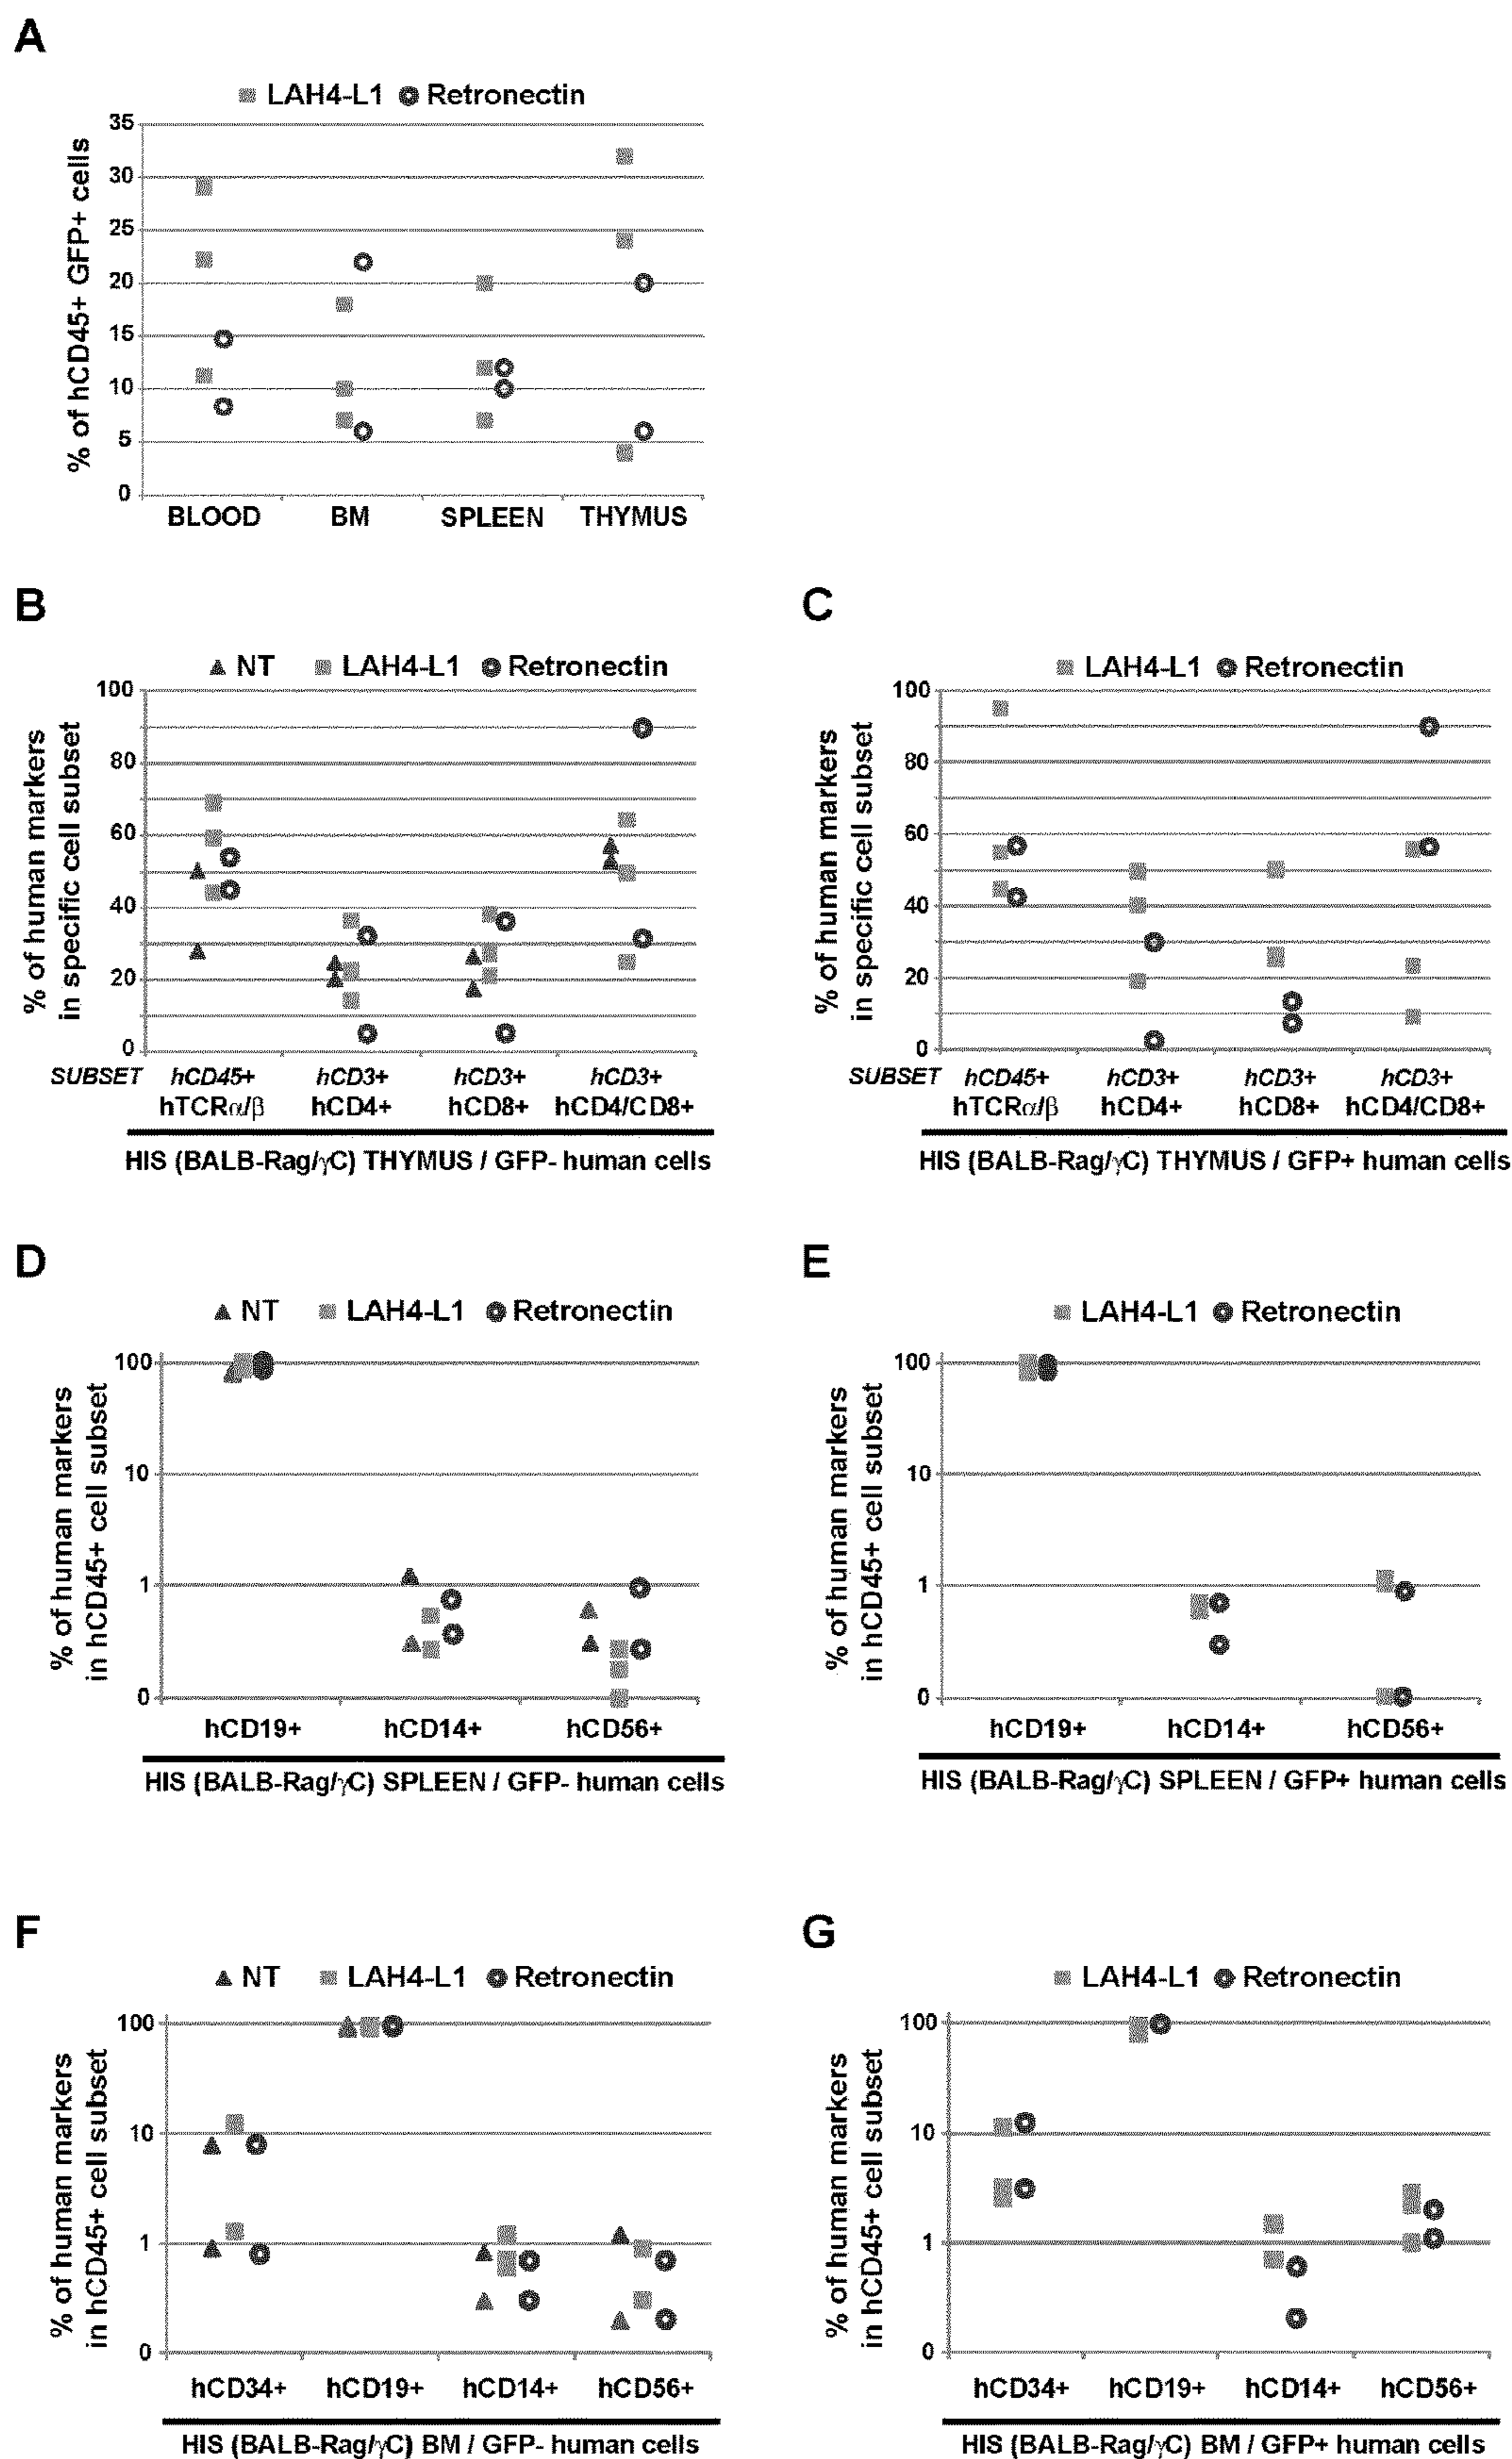 A
LAH4-L1 Retronectin
% of hCD45+ GFP+ cells
35
30
25
20
15
10
5
0
BLOOD BM SPLEEN THYMUS
B
NT LAH4-L1 Retronectin
% of human markers
in specific cell subset
100
80
60
40
20
0
SUBSET hCD45+ hCD3+ hCD3+ hCD3+
hTCRα/β hCD4+ hCD8+ hCD4/CD8+
HIS (BALB-Rag/γC) THYMUS / GFP- human cells
C
LAH4-L1 Retronectin
% of human markers
in specific cell subset
100
80
60
40
20
0
SUBSET hCD45+ hCD3+ hCD3+ hCD3+
hTCRα/β hCD4+ hCD8+ hCD4/CD8+
HIS (BALB-Rag/γC) THYMUS / GFP+ human cells
D
NT LAH4-L1 Retronectin
% of human markers
in hCD45+ cell subset
100
10
1
0
hCD19+ hCD14+ hCD56+
HIS (BALB-Rag/γC) SPLEEN / GFP- human cells
E
LAH4-L1 Retronectin
% of human markers
in hCD45+ cell subset
100
10
1
0
hCD19+ hCD14+ hCD56+
HIS (BALB-Rag/γC) SPLEEN / GFP+ human cells
F
NT LAH4-L1 Retronectin
% of human markers
in hCD45+ cell subset
100
10
1
0
hCD34+ hCD19+ hCD14+ hCD56+
HIS (BALB-Rag/γC) BM / GFP- human cells
G
LAH4-L1 Retronectin
% of human markers
in hCD45+ cell subset
100
10
1
0
hCD34+ hCD19+ hCD14+ hCD56+
HIS (BALB-Rag/γC) BM / GFP+ human cells